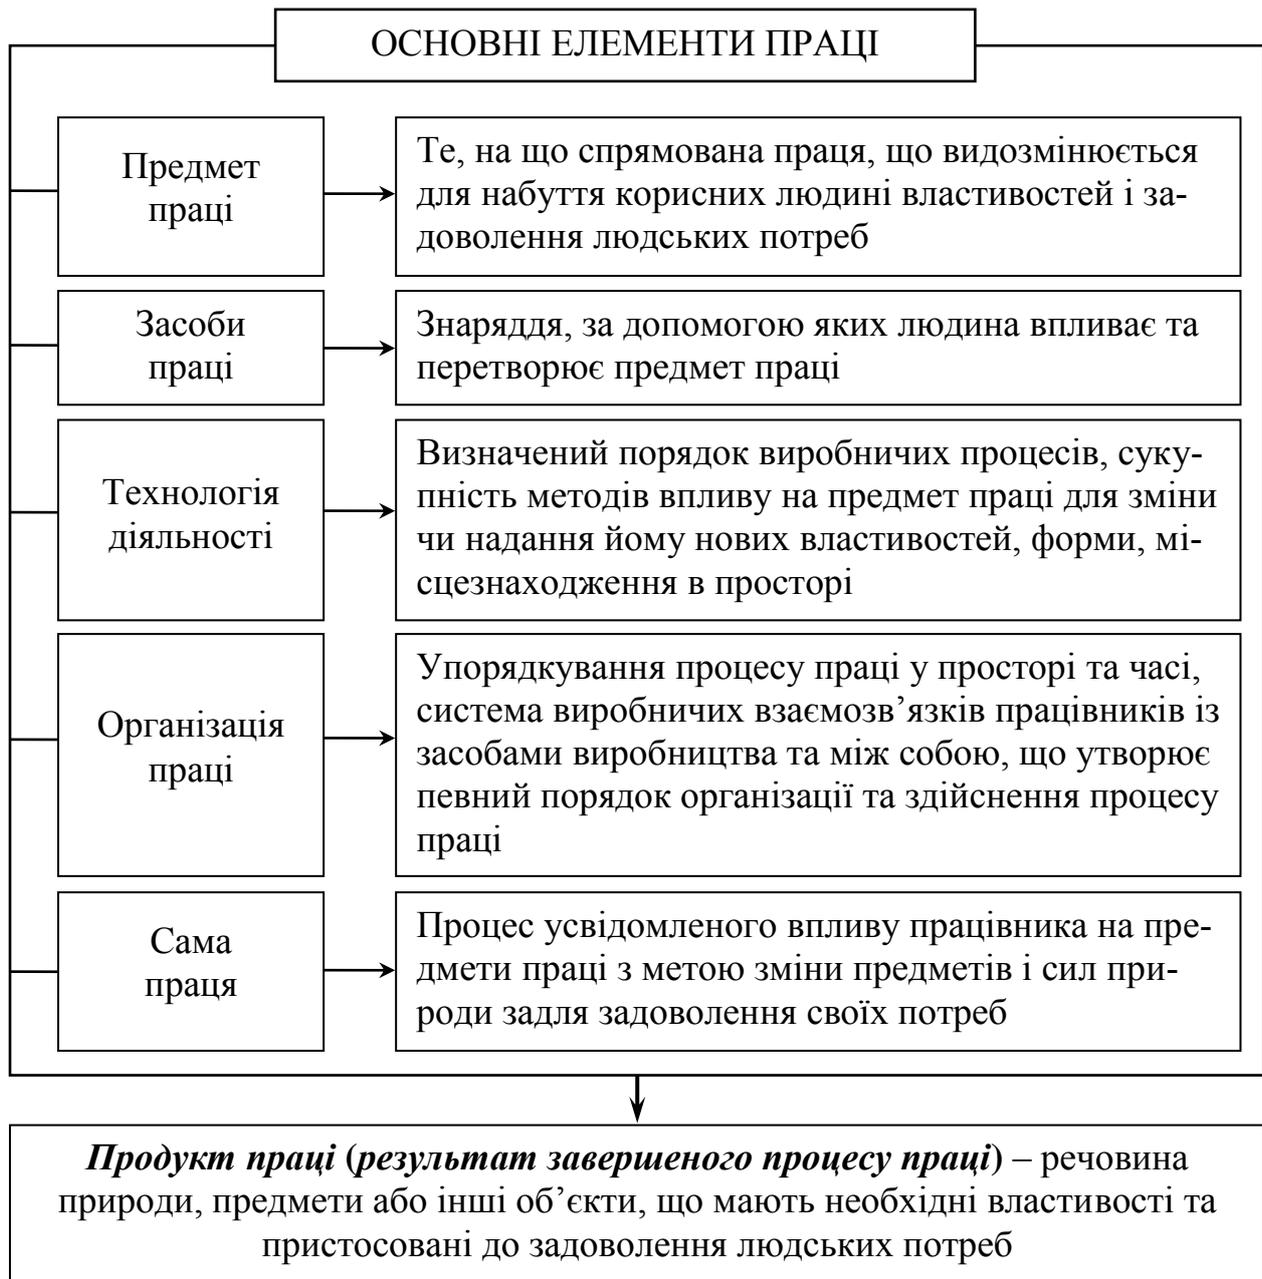 ОСНОВНІ ЕЛЕМЕНТИ ПРАЦІ
Предмет
праці
Те, на що спрямована праця, що видозмінюється
для набуття корисних людині властивостей і за-
доволення людських потреб
Засоби
праці
Знаряддя, за допомогою яких людина впливає та
перетворює предмет праці
Технологія
діяльності
Визначений порядок виробничих процесів, суку-
пність методів впливу на предмет праці для зміни
чи надання йому нових властивостей, форми, мі-
сцезнаходження в просторі
Організація
праці
Упорядкування процесу праці у просторі та часі,
система виробничих взаємозв’язків працівників із
засобами виробництва та між собою, що утворює
певний порядок організації та здійснення процесу
праці
Сама
праця
Процес усвідомленого впливу працівника на пре-
дмети праці з метою зміни предметів і сил при-
роди задля задоволення своїх потреб
Продукт праці (результат завершеного процесу праці) – речовина
природи, предмети або інші об’єкти, що мають необхідні властивості та
пристосовані до задоволення людських потреб